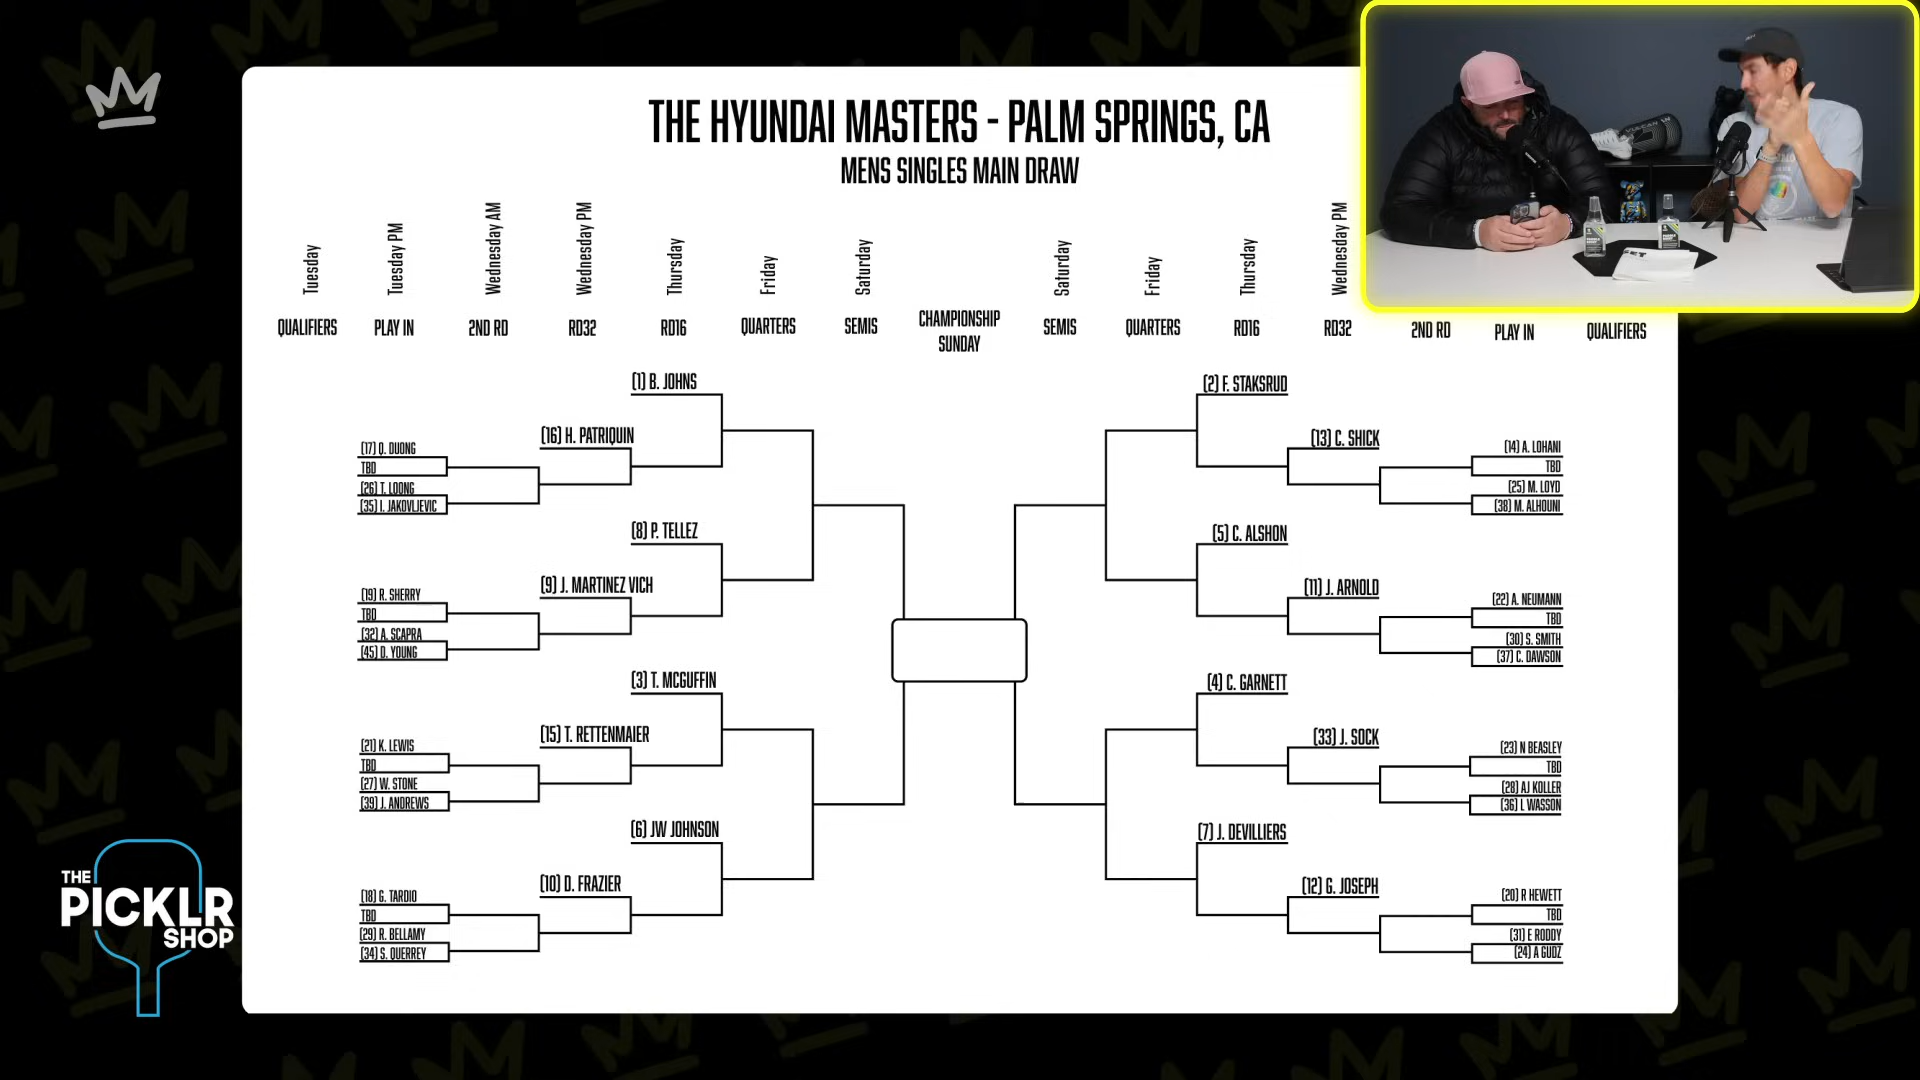 THE HYUNDAI MASTERS - PALM SPRINGS, CA
MENS SINGLES MAIN DRAW
Tuesday
Tuesday PM
Wednesday AM
Wednesday PM
Thursday
Friday
Saturday
Saturday
Friday
Thursday
Wednesday PM
QUALIFIERS
PLAY IN
2ND RD
RD32
RD16
QUARTERS
SEMIS
CHAMPIONSHIP
SUNDAY
SEMIS
QUARTERS
RD16
RD32
2ND RD
PLAY IN
QUALIFIERS
(1) B. JOHNS
(16) H. PATRIQUIN
(17) Q. DUONG
TBD
(26) T. LOONG
(35) I. JAKOVLJEVIC
(8) P. TELLEZ
(9) J. MARTINEZ VICH
(19) R. SHERRY
TBD
(32) A. SCARPA
(45) D. YOUNG
(3) T. MCGUFFIN
(15) T. RETTENMAIER
(21) K. LEWIS
TBD
(27) W. STONE
(39) J. ANDREWS
(6) JW JOHNSON
(10) D. FRAZIER
(18) G. TARDIO
TBD
(29) R. BELLAMY
(34) S. QUERREY
(2) F. STAKSRUD
(13) C. SHICK
(14) A. LOHANI
TBD
(25) M. LOYD
(38) M. ALHOUNI
(5) C. ALSHON
(11) J. ARNOLD
(22) A. NEUMANN
TBD
(30) S. SMITH
(37) C. DAWSON
(4) C. GARNETT
(33) J. SOCK
(23) N BEASLEY
TBD
(28) AJ KOLLER
(36) L WASSON
(7) J. DEVILLIERS
(12) G. JOSEPH
(20) R HEWETT
TBD
(31) E RODDY
(24) A GUDZ
THE
PICKLR
SHOP